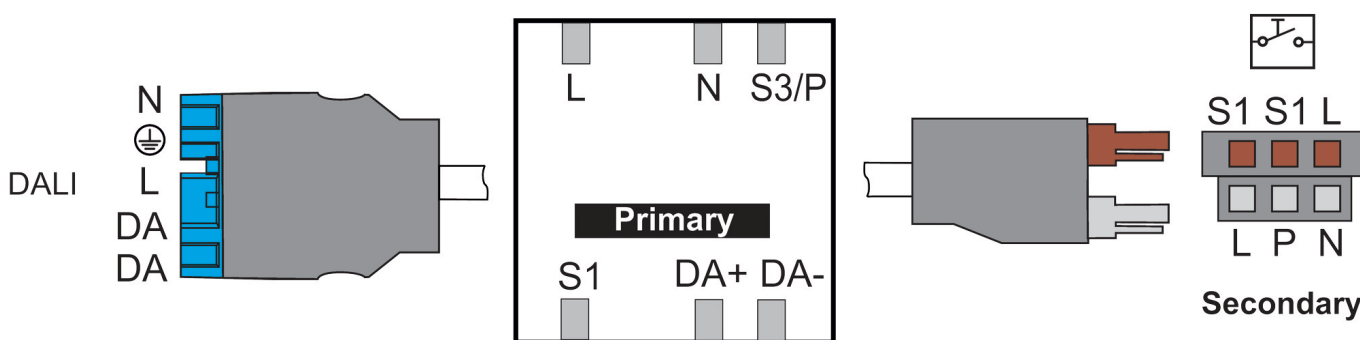 DALI
N
L
DA
DA
L N S3/P
Primary
S1 DA+ DA-
S1 S1 L
L P N
Secondary